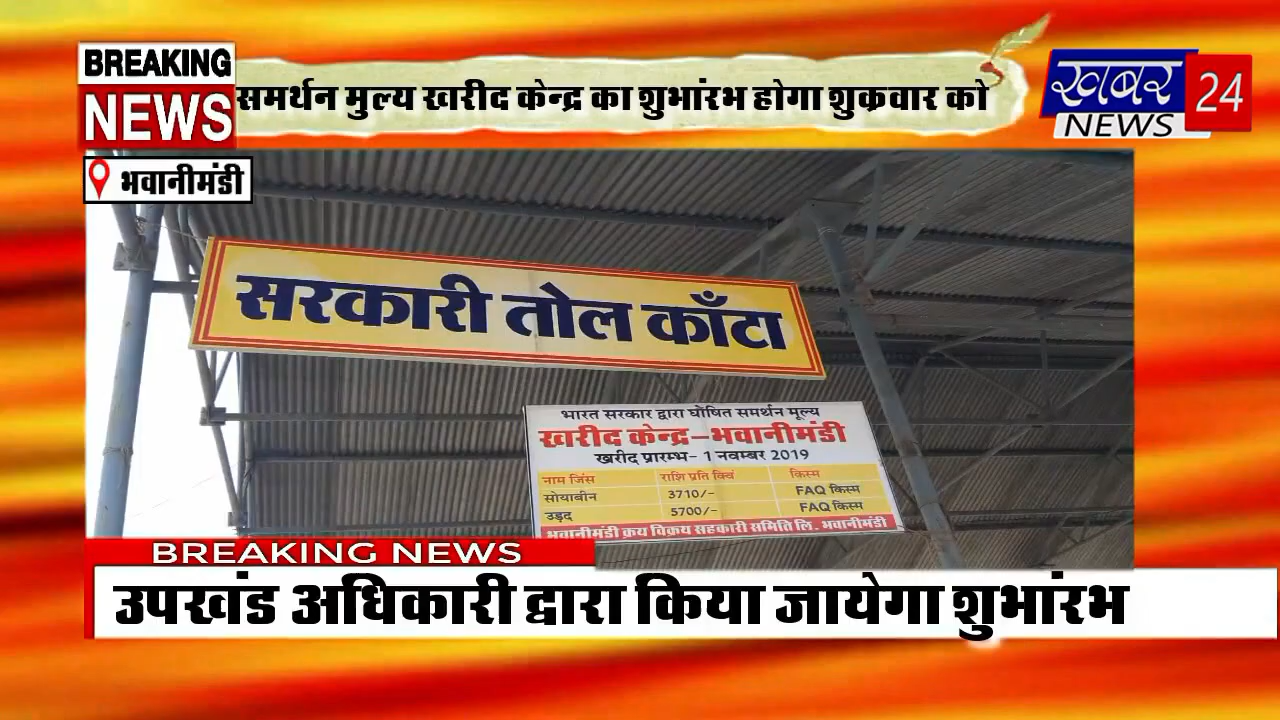 BREAKING
NEWS
समर्थन मुल्य खरीद केन्द्र का शुभांरभ होगा शुक्रवार को
खबर 24
NEWS
भवानीमंडी
सरकारी तोल काँटा
भारत सरकार द्वारा घोषित समर्थन मूल्य
खरीद केन्द्र-भवानीमंडी
खरीद प्रारम्भ- 1 नवम्बर 2019
नाम जिंस राशि प्रति क्विं किस्म
सोयाबीन 3710/- FAQ किस्म
उड़द 5700/- FAQ किस्म
भवानीमंडी क्रय विक्रय सहकारी समिति लि. भवानीमंडी
BREAKING NEWS
उपखंड अधिकारी द्वारा किया जायेगा शुभांरभ